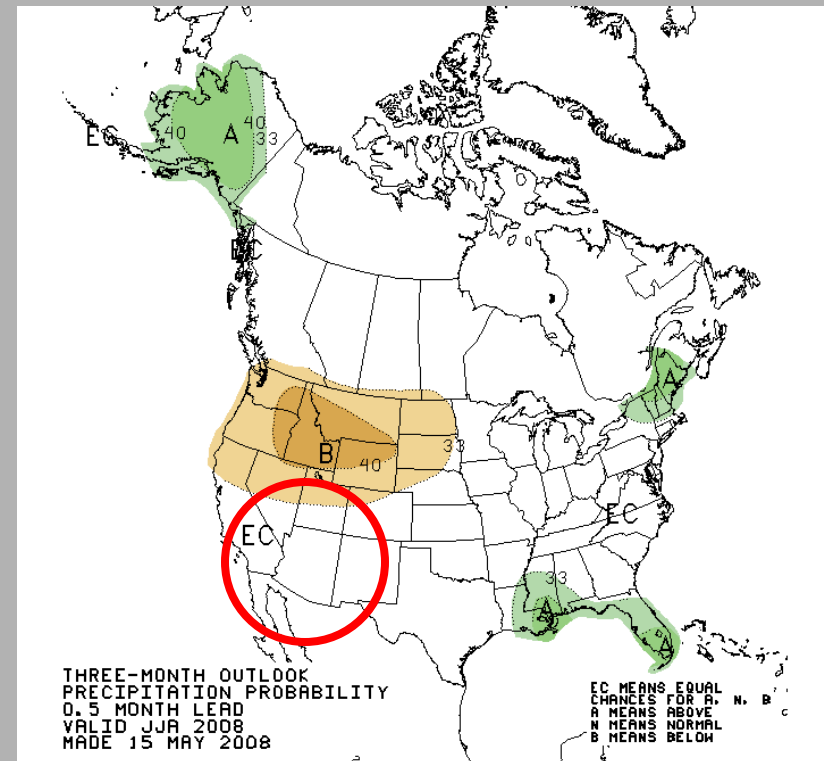 EC
40
A
40
33
EC
A
B
40
33
EC
EC
33
A
A
THREE-MONTH OUTLOOK
PRECIPITATION PROBABILITY
0.5 MONTH LEAD
VALID JJA 2008
MADE 15 MAY 2008
EC MEANS EQUAL
CHANCES FOR A, N, B
A MEANS ABOVE
N MEANS NORMAL
B MEANS BELOW